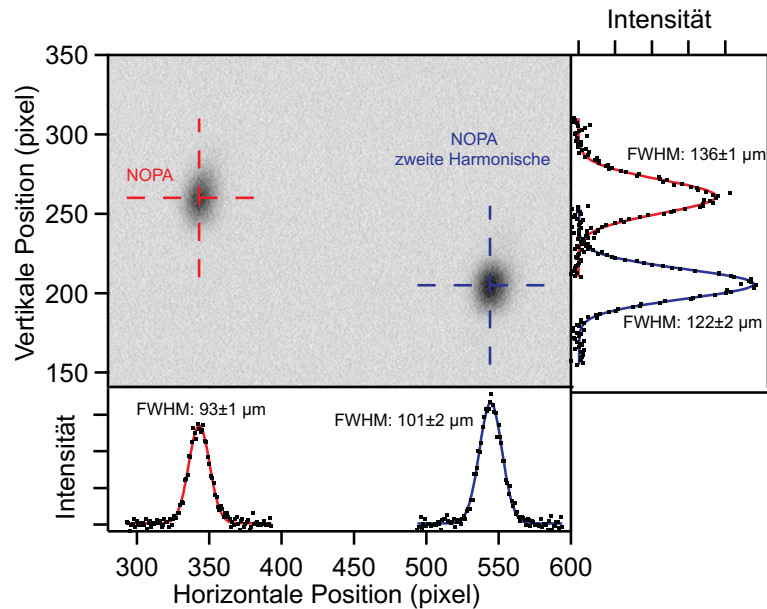 Intensität
350
300
250
200
150
Vertikale Position (pixel)
NOPA
NOPA
zweite Harmonische
FWHM: 136±1 µm
FWHM: 122±2 µm
FWHM: 93±1 µm
FWHM: 101±2 µm
Intensität
300 350 400 450 500 550 600
Horizontale Position (pixel)